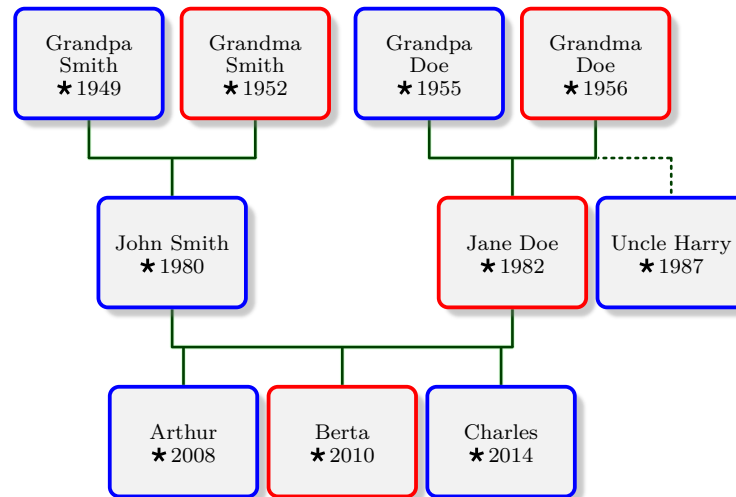 Grandpa
Smith
★ 1949
Grandma
Smith
★ 1952
Grandpa
Doe
★ 1955
Grandma
Doe
★ 1956
John Smith
★ 1980
Jane Doe
★ 1982
Uncle Harry
★ 1987
Arthur
★ 2008
Berta
★ 2010
Charles
★ 2014